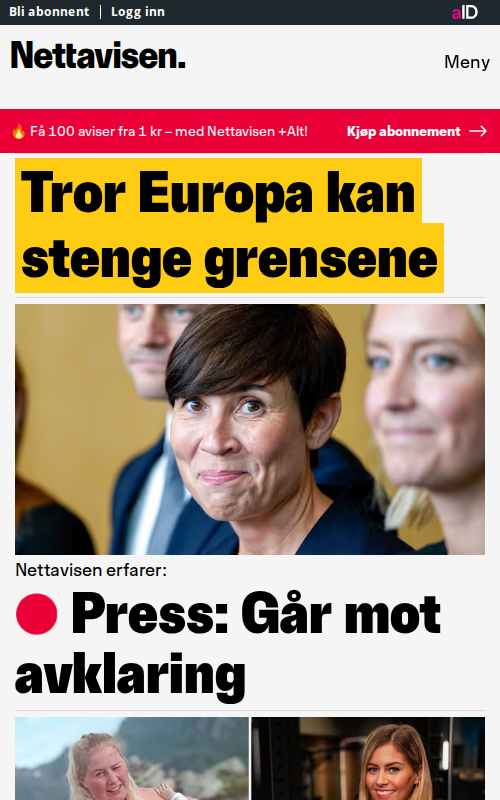 Bli abonnent
Logg inn
aID
Nettavisen.
Meny
🔥 Få 100 aviser fra 1 kr – med Nettavisen +Alt!
Kjøp abonnement →
Tror Europa kan
stenge grensene
Nettavisen erfarer:
Press: Går mot
avklaring